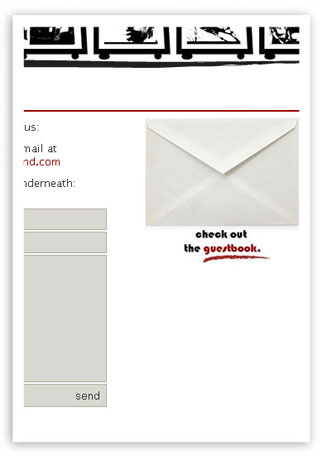 us:
mail at
nd.com
nderneath:
check out
the guestbook.
send